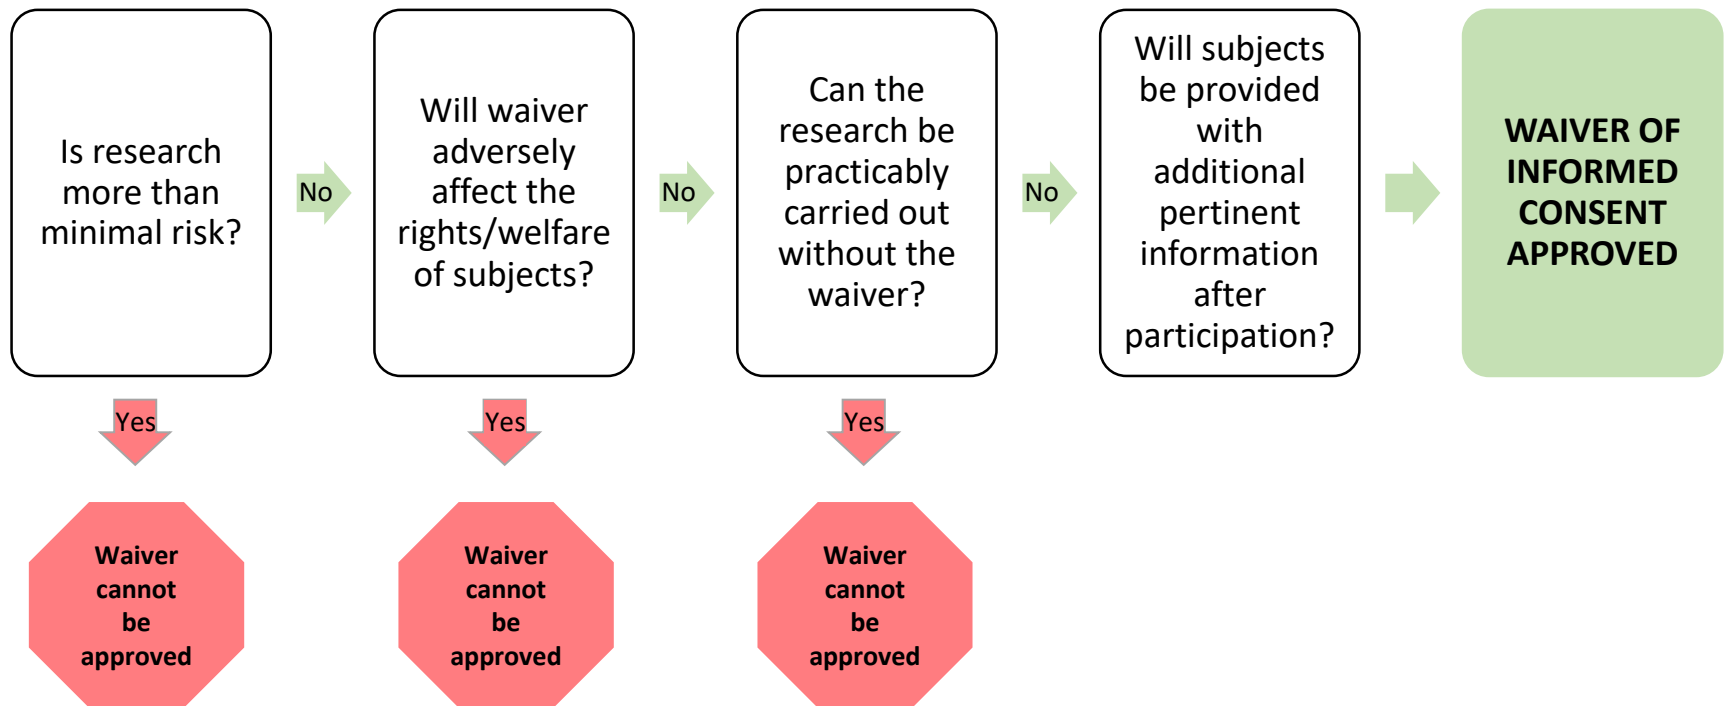 Is research
more than
minimal risk?
No
Will waiver
adversely
affect the
rights/welfare
of subjects?
No
Can the
research be
practicably
carried out
without the
waiver?
No
Will subjects
be provided
with
additional
pertinent
information
after
participation?
WAIVER OF
INFORMED
CONSENT
APPROVED
Yes
Yes
Yes
Waiver
cannot
be
approved
Waiver
cannot
be
approved
Waiver
cannot
be
approved